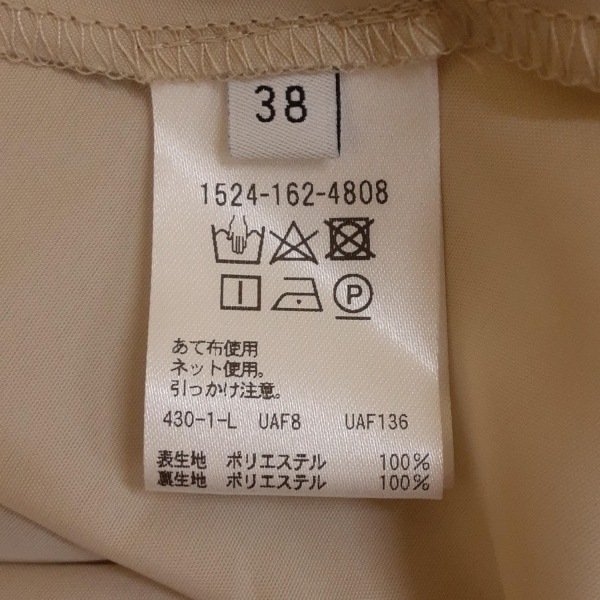 38
1524-162-4808
P
あて布使用
ネット使用。
引っかけ注意。
430-1-L UAF8 UAF136
表生地 ポリエステル 100%
裏生地 ポリエステル 100%